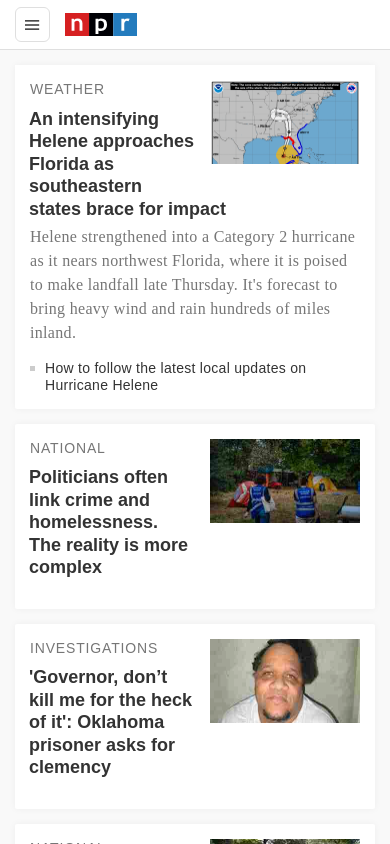 npr
WEATHER
An intensifying
Helene approaches
Florida as
southeastern
states brace for impact
Helene strengthened into a Category 2 hurricane
as it nears northwest Florida, where it is poised
to make landfall late Thursday. It's forecast to
bring heavy wind and rain hundreds of miles
inland.
How to follow the latest local updates on
Hurricane Helene
NATIONAL
Politicians often
link crime and
homelessness.
The reality is more
complex
INVESTIGATIONS
'Governor, don’t
kill me for the heck
of it': Oklahoma
prisoner asks for
clemency